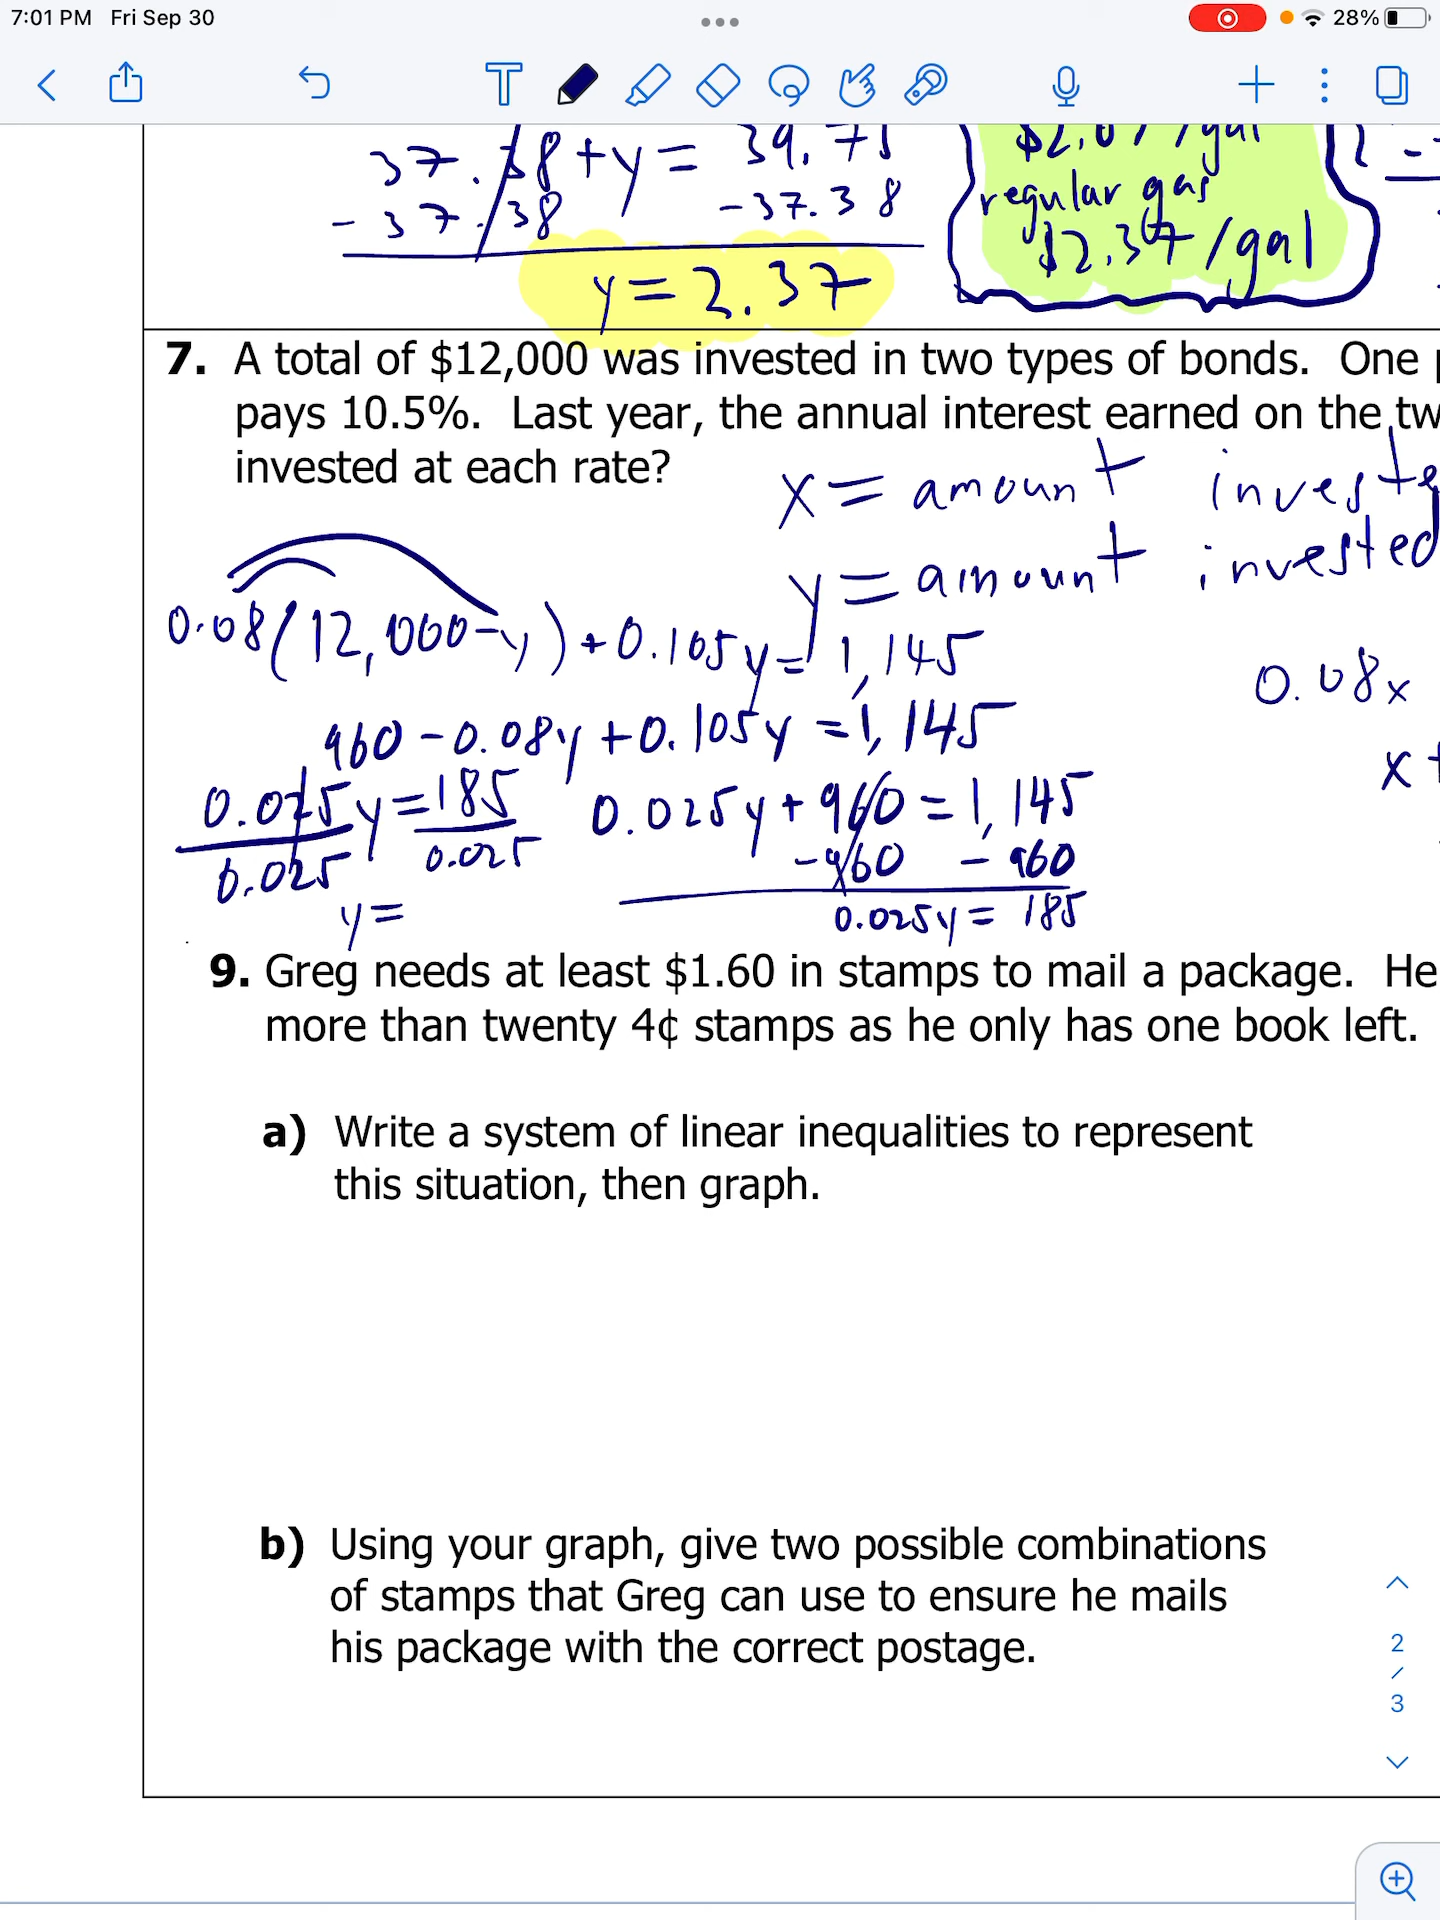 7:01 PM Fri Sep 30
28%
37.38 + y = 39.75
- 37.38 -37.38
y = 2.37
regular gas
$2.37/gal
7. A total of $12,000 was invested in two types of bonds. One
pays 10.5%. Last year, the annual interest earned on the tw
invested at each rate?
x = amount investe
y = amount invested
0.08(12,000-y) + 0.105y = 1,145
0.08x
960 - 0.08y + 0.105y = 1,145
x +
0.025y = 185
0.025 0.025
y =
0.025y + 960 = 1,145
-960 - 960
0.025y = 185
9. Greg needs at least $1.60 in stamps to mail a package. He
more than twenty 4¢ stamps as he only has one book left.
a) Write a system of linear inequalities to represent
this situation, then graph.
b) Using your graph, give two possible combinations
of stamps that Greg can use to ensure he mails
his package with the correct postage.
2
/
3